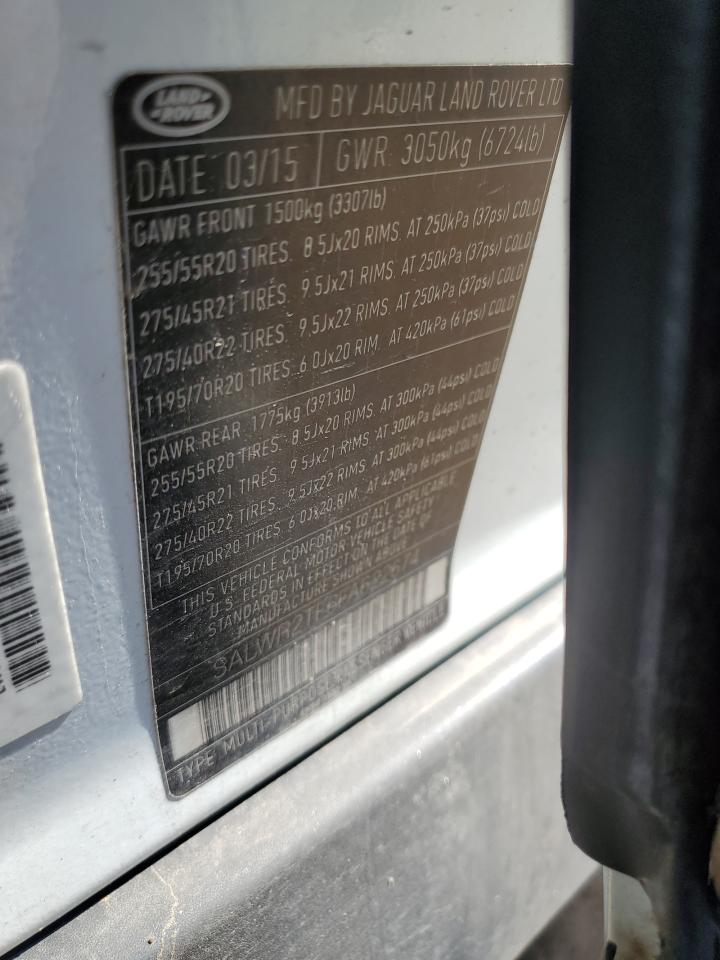 LAND ROVER
MFD BY JAGUAR LAND ROVER LTD
DATE: 03/15 GWR: 3050kg (6724lb)
GAWR FRONT 1500kg (3307lb)
255/55R20 TIRES. 8.5Jx20 RIMS. AT 250kPa (37psi) COLD
275/45R21 TIRES. 9.5Jx21 RIMS. AT 250kPa (37psi) COLD
275/40R22 TIRES. 9.5Jx22 RIMS. AT 250kPa (37psi) COLD
T195/70R20 TIRES. 6.0Jx20 RIM. AT 420kPa (61psi) COLD
GAWR REAR 1775kg (3913lb)
255/55R20 TIRES. 8.5Jx20 RIMS. AT 300kPa (44psi) COLD
275/45R21 TIRES. 9.5Jx21 RIMS. AT 300kPa (44psi) COLD
275/40R22 TIRES. 9.5Jx22 RIMS. AT 300kPa (44psi) COLD
T195/70R20 TIRES. 6.0Jx20 RIM. AT 420kPa (61psi) COLD
THIS VEHICLE CONFORMS TO ALL APPLICABLE
U.S. FEDERAL MOTOR VEHICLE SAFETY
STANDARDS IN EFFECT ON THE DATE OF
MANUFACTURE SHOWN ABOVE
TYPE: MULTI-PURPOSE PASSENGER VEHICLE